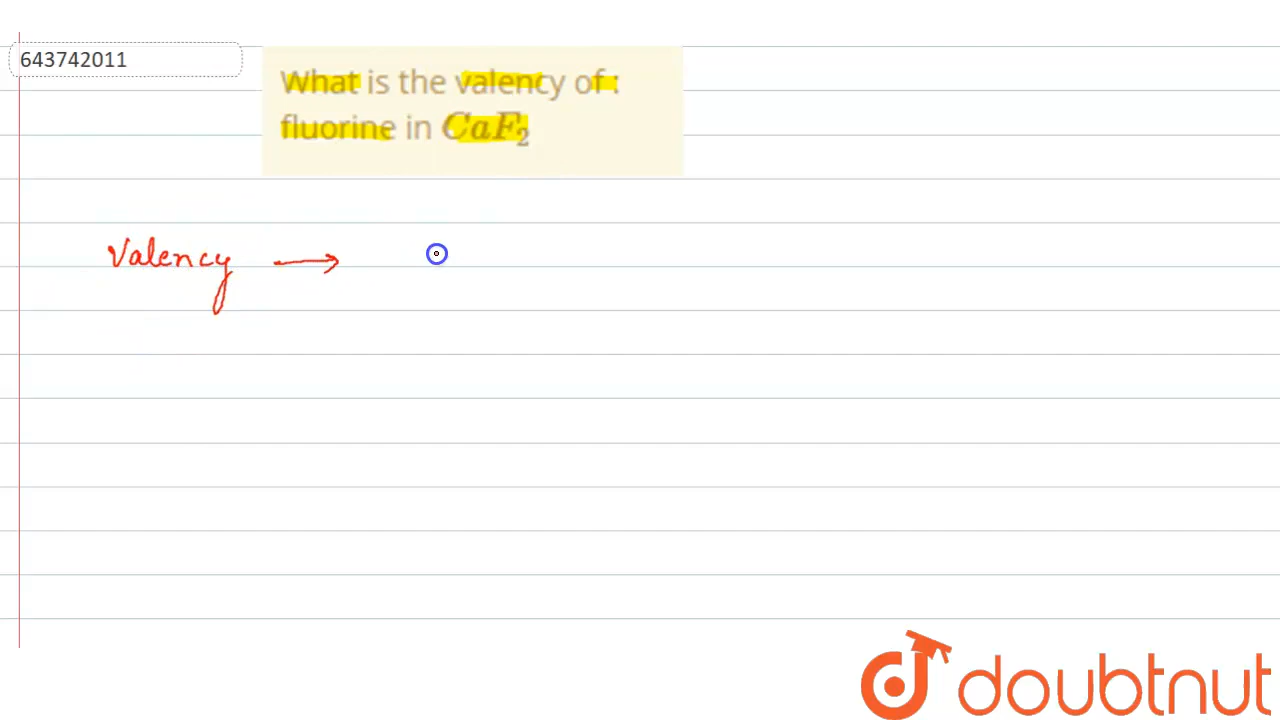 643742011
What is the valency of :
fluorine in CaF₂
Valency →
doubtnut